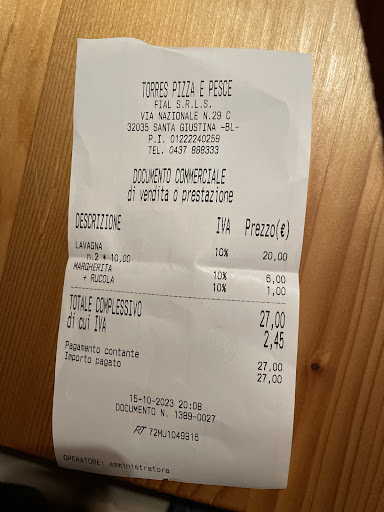 TORRES PIZZA E PESCE
FIAL S.R.L.S.
VIA NAZIONALE N.29 C
32035 SANTA GIUSTINA -BL-
P.I. 01222240259
TEL. 0437 888333
DOCUMENTO COMMERCIALE
di vendita o prestazione
DESCRIZIONE IVA Prezzo(€)
LAVAGNA
n.2 * 10,00 10% 20,00
MARGHERITA 10% 6,00
+ RUCOLA 10% 1,00
TOTALE COMPLESSIVO 27,00
di cui IVA 2,45
Pagamento contante 27,00
Importo pagato 27,00
15-10-2023 20:08
DOCUMENTO N. 1389-0027
RT 72MU1049916
OPERATORE: amministratore